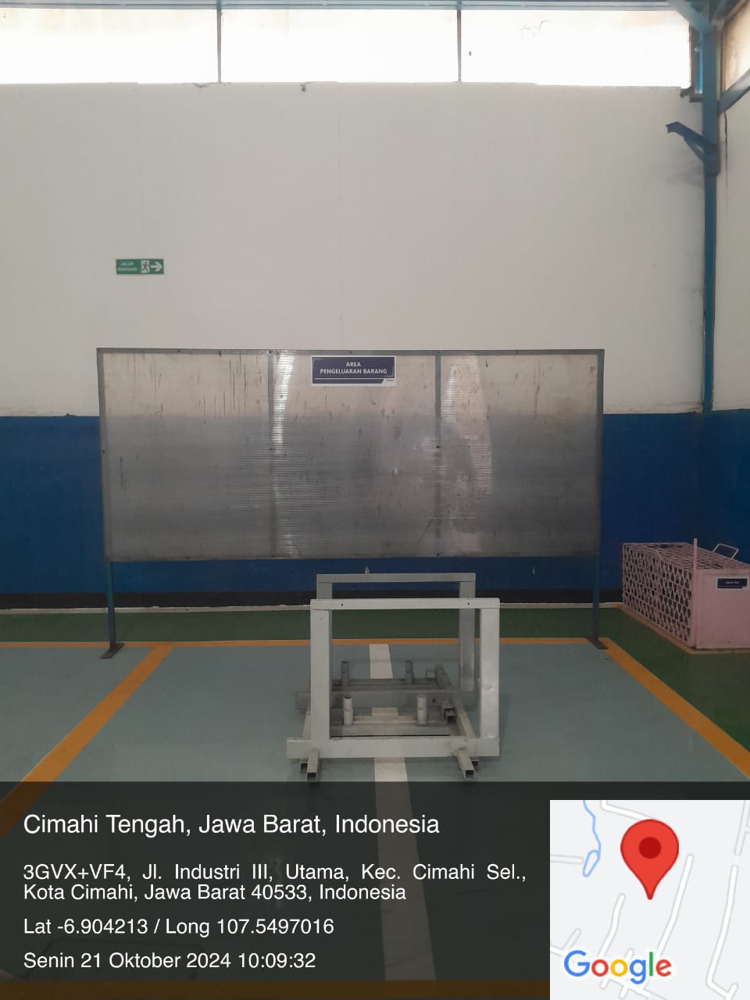 JALUR
EVAKUASI
AREA
PENGELUARAN BARANG
Cimahi Tengah, Jawa Barat, Indonesia
3GVX+VF4, Jl. Industri III, Utama, Kec. Cimahi Sel.,
Kota Cimahi, Jawa Barat 40533, Indonesia
Lat -6.904213 / Long 107.5497016
Senin 21 Oktober 2024 10:09:32
Google